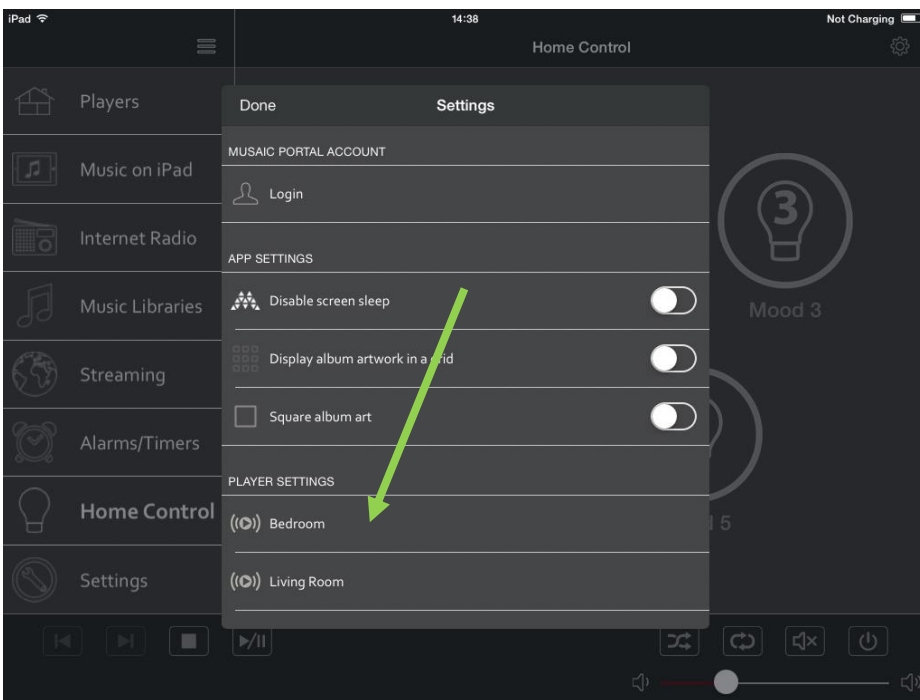 iPad 14:38 Not Charging
Home Control
Players
Done Settings
MUSAIC PORTAL ACCOUNT
Music on iPad
Login
3
Internet Radio
APP SETTINGS
Music Libraries
Disable screen sleep
Mood 3
Display album artwork in a grid
Streaming
Square album art
Alarms/Timers
PLAYER SETTINGS
Home Control
Bedroom
5
Settings
Living Room